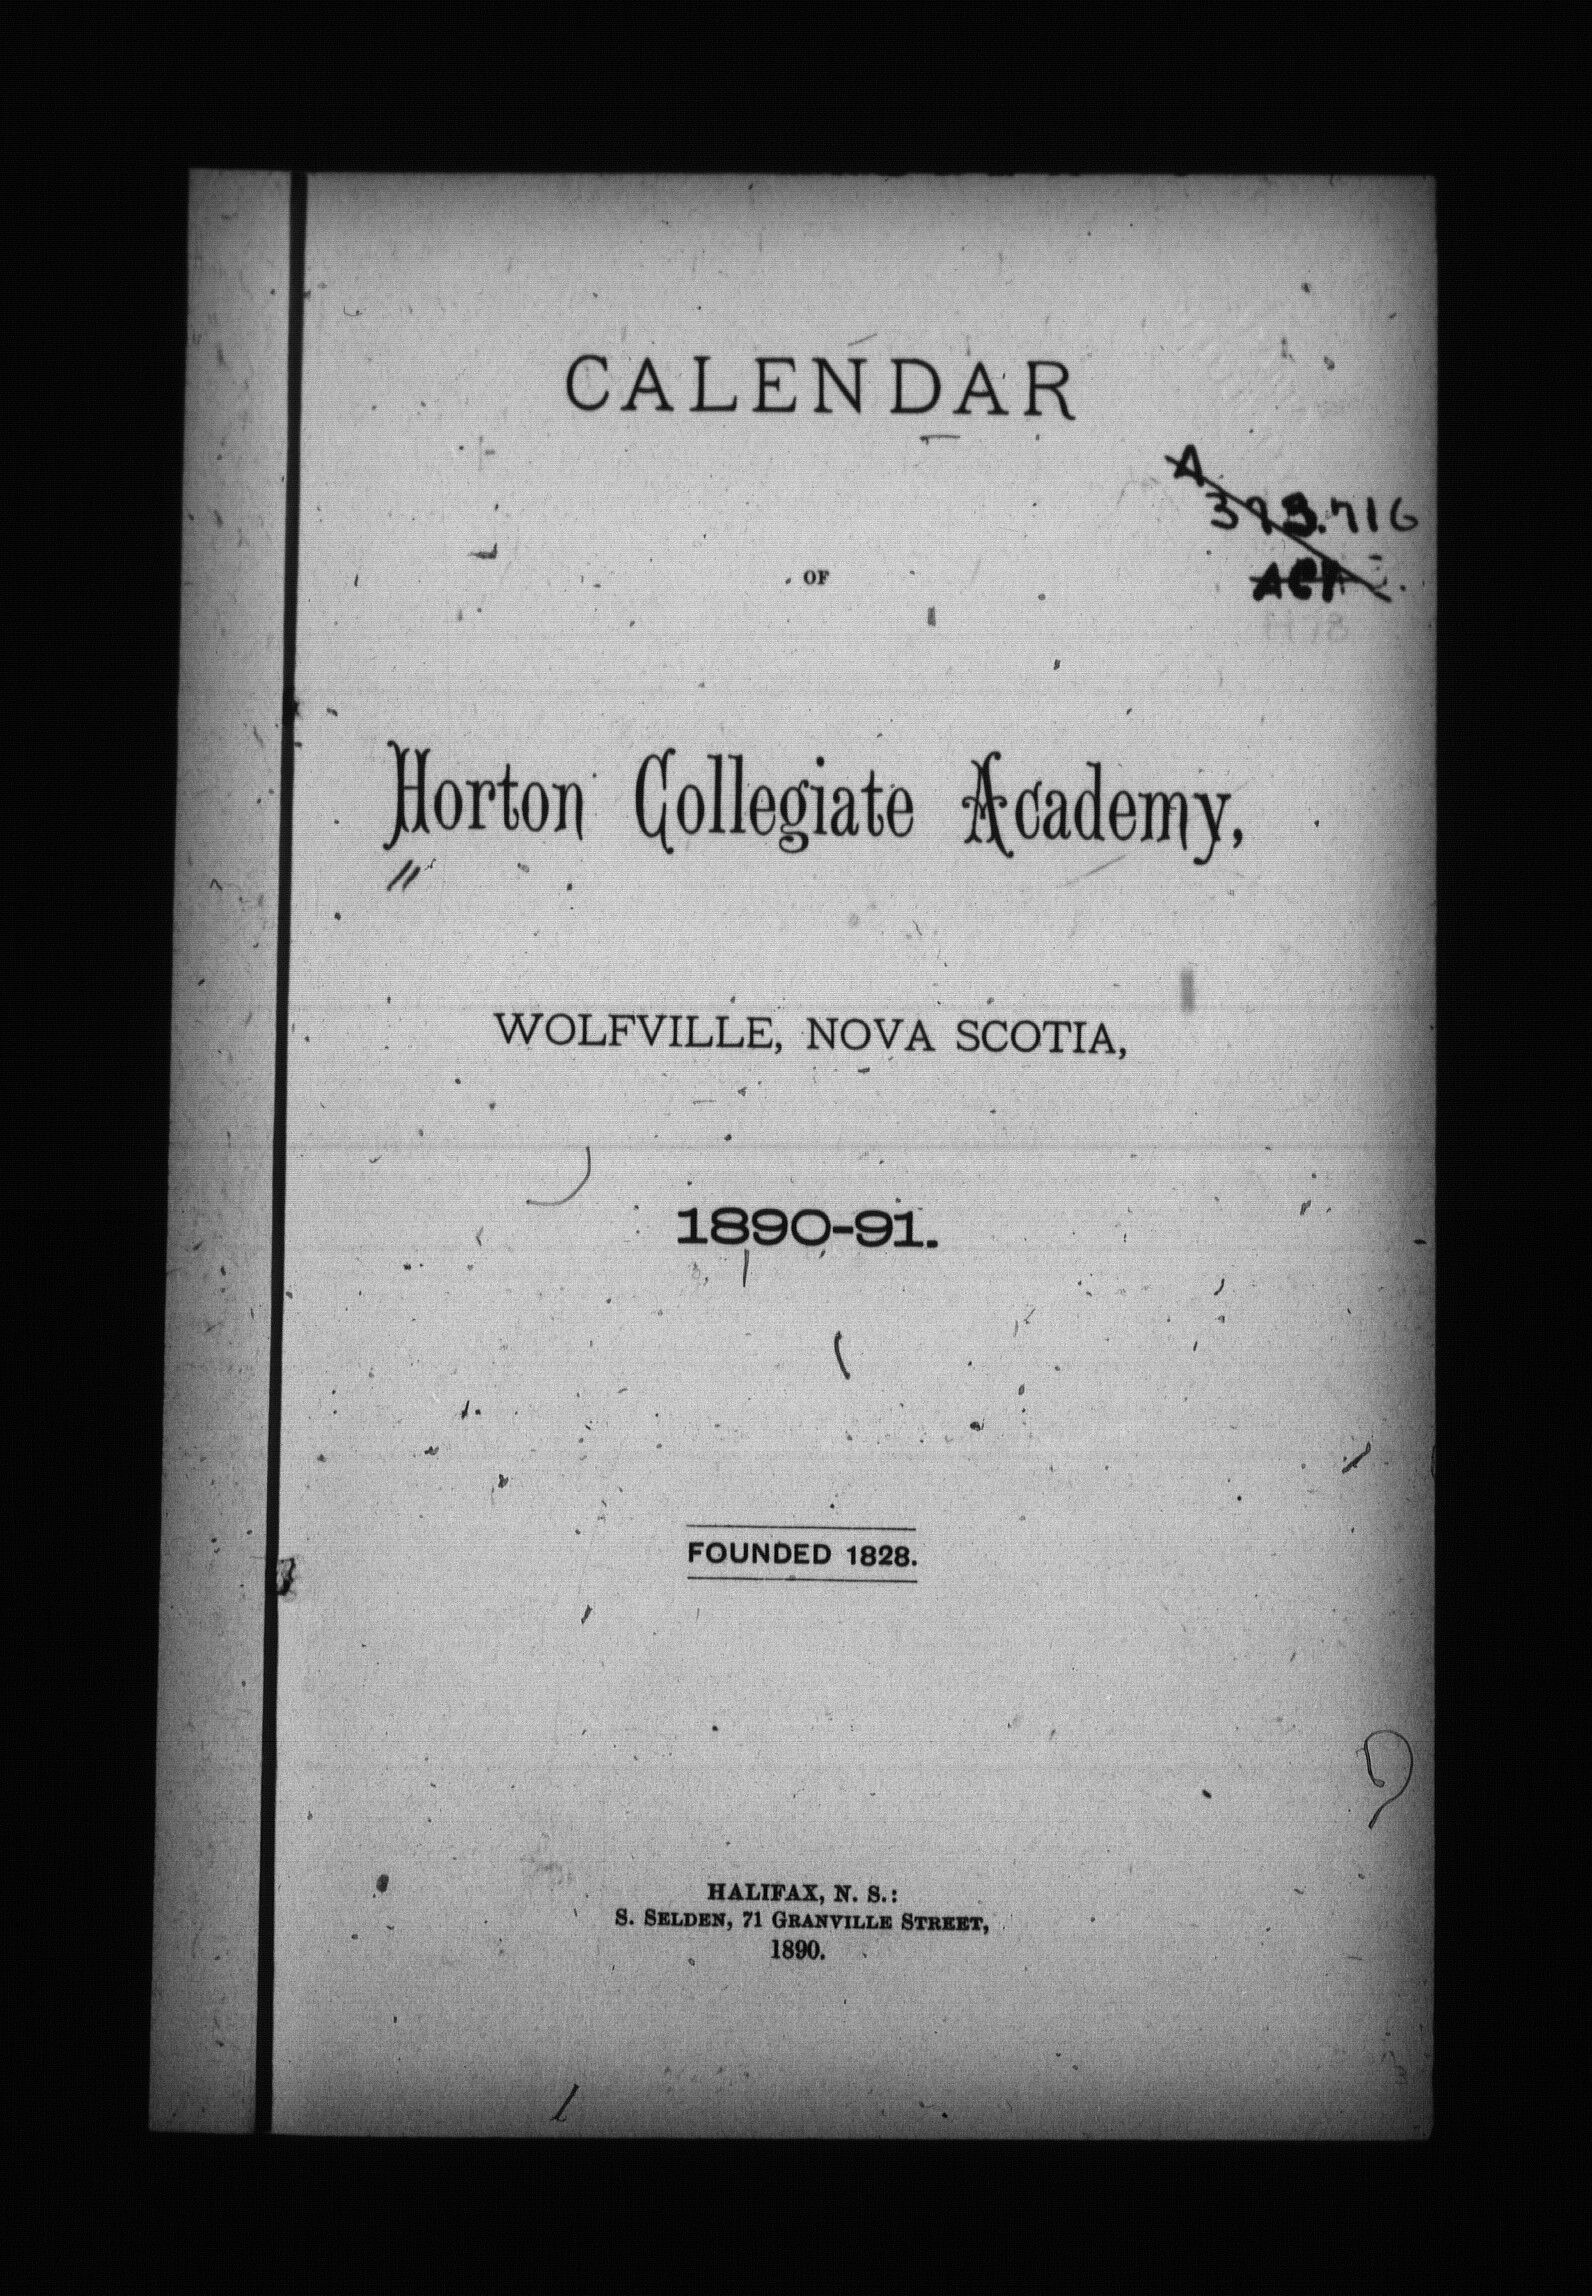 CALENDAR
A
OF
Horton Collegiate Academy,
WOLFVILLE, NOVA SCOTIA,
1890-91.
FOUNDED 1828.
HALIFAX, N. S.:
S. SELDEN, 71 GRANVILLE STREET,
1890.